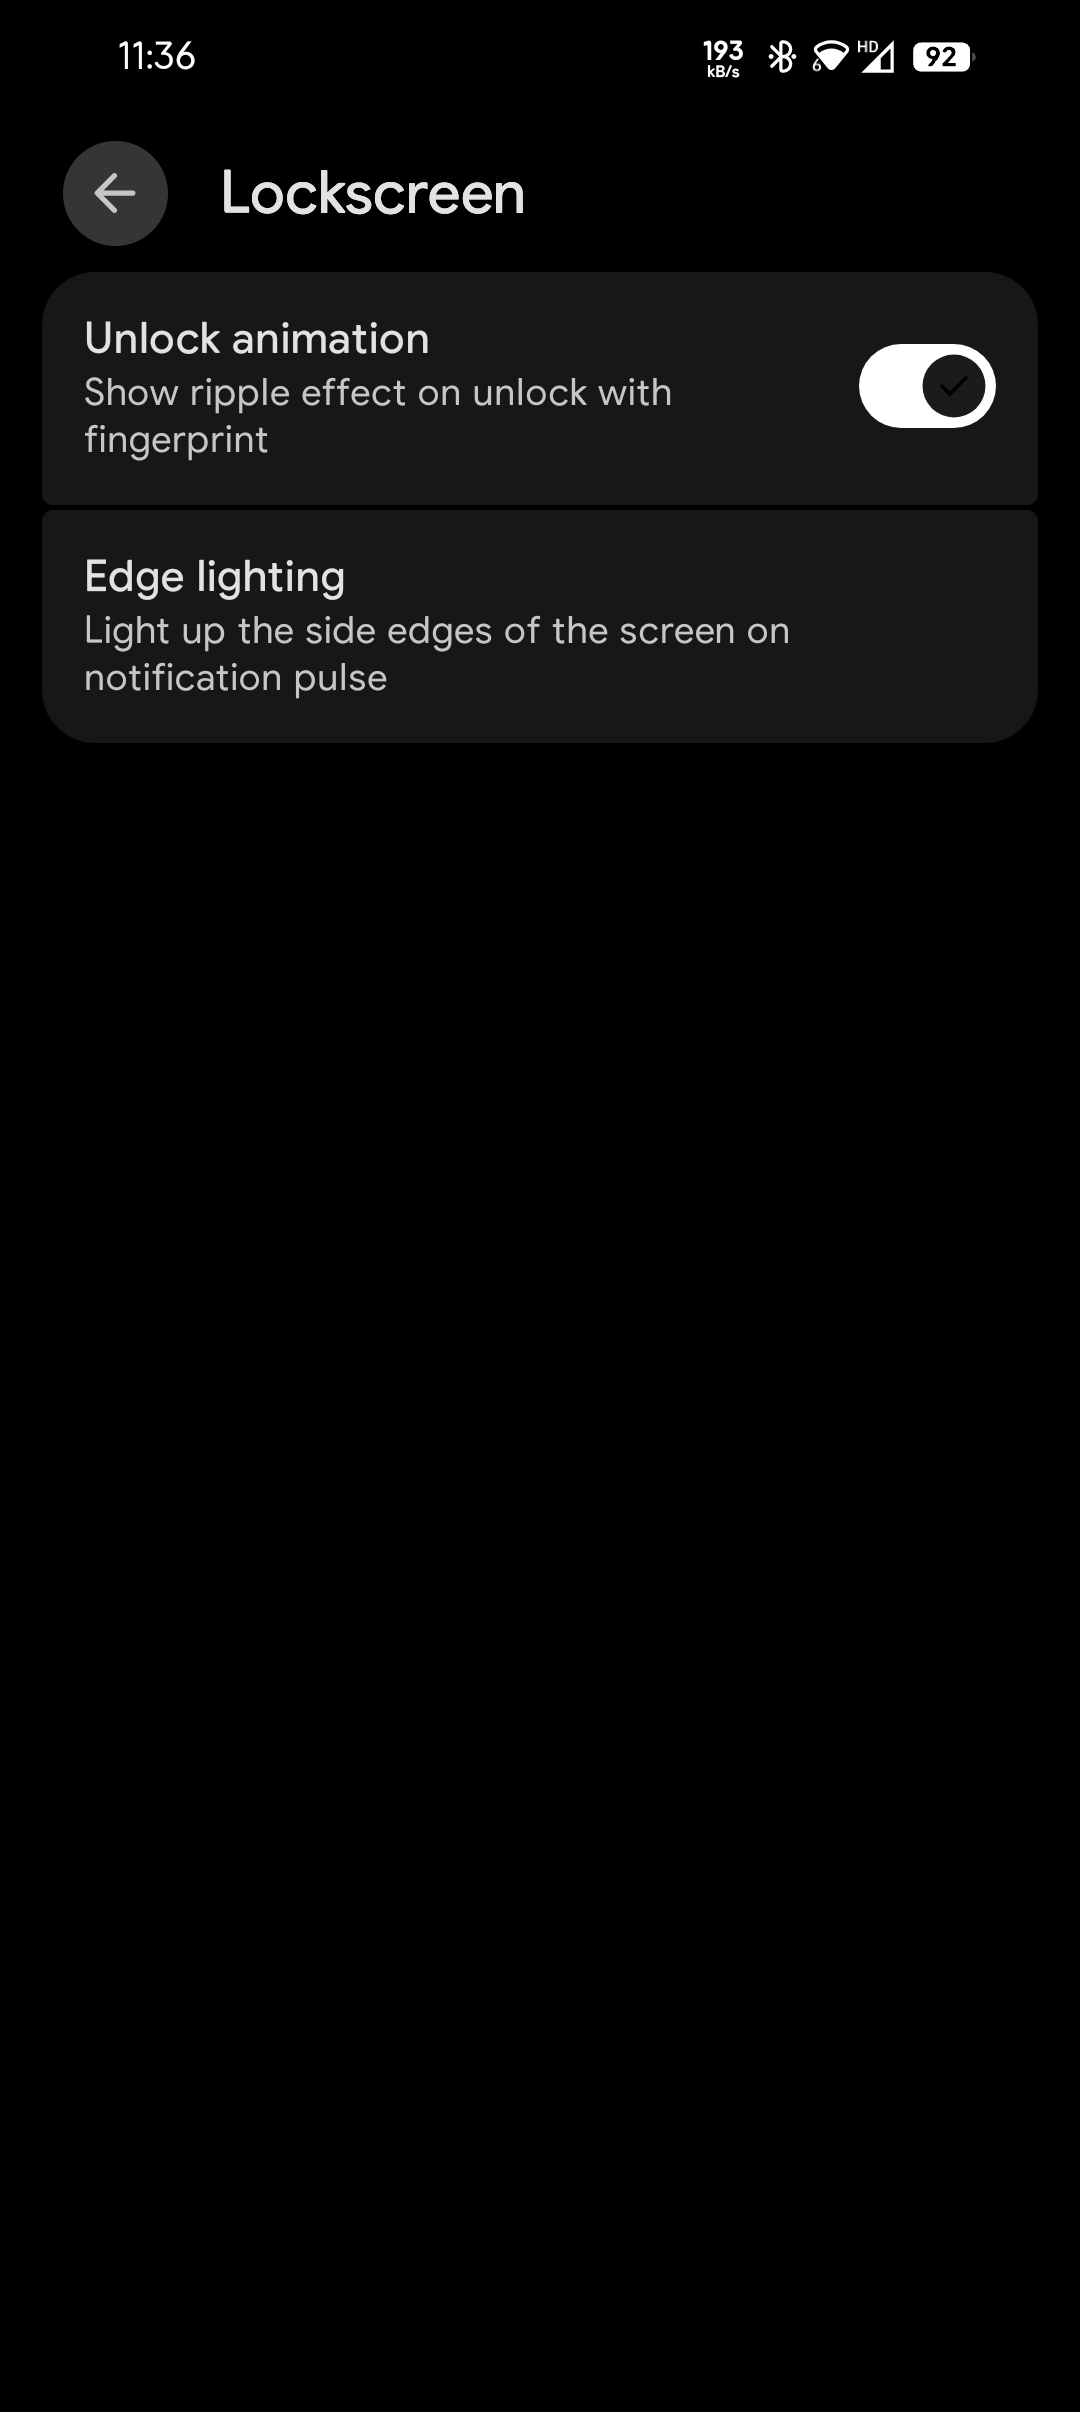 11:36
193
kB/s
6
HD
92
Lockscreen
Unlock animation
Show ripple effect on unlock with
fingerprint
Edge lighting
Light up the side edges of the screen on
notification pulse